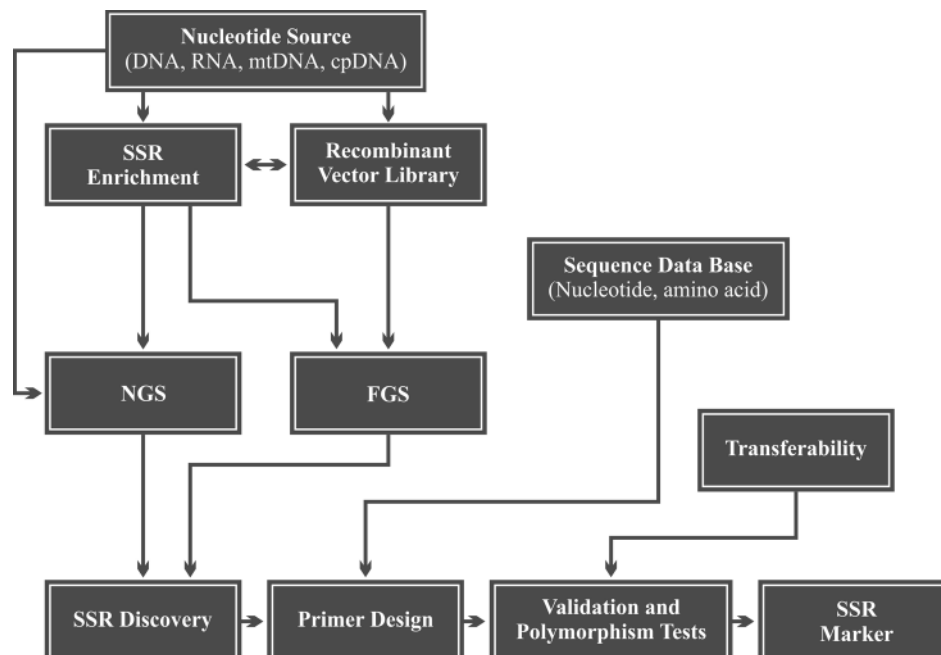 Nucleotide Source
(DNA, RNA, mtDNA, cpDNA)
SSR
Enrichment
Recombinant
Vector Library
Sequence Data Base
(Nucleotide, amino acid)
NGS
FGS
Transferability
SSR Discovery
Primer Design
Validation and
Polymorphism Tests
SSR
Marker